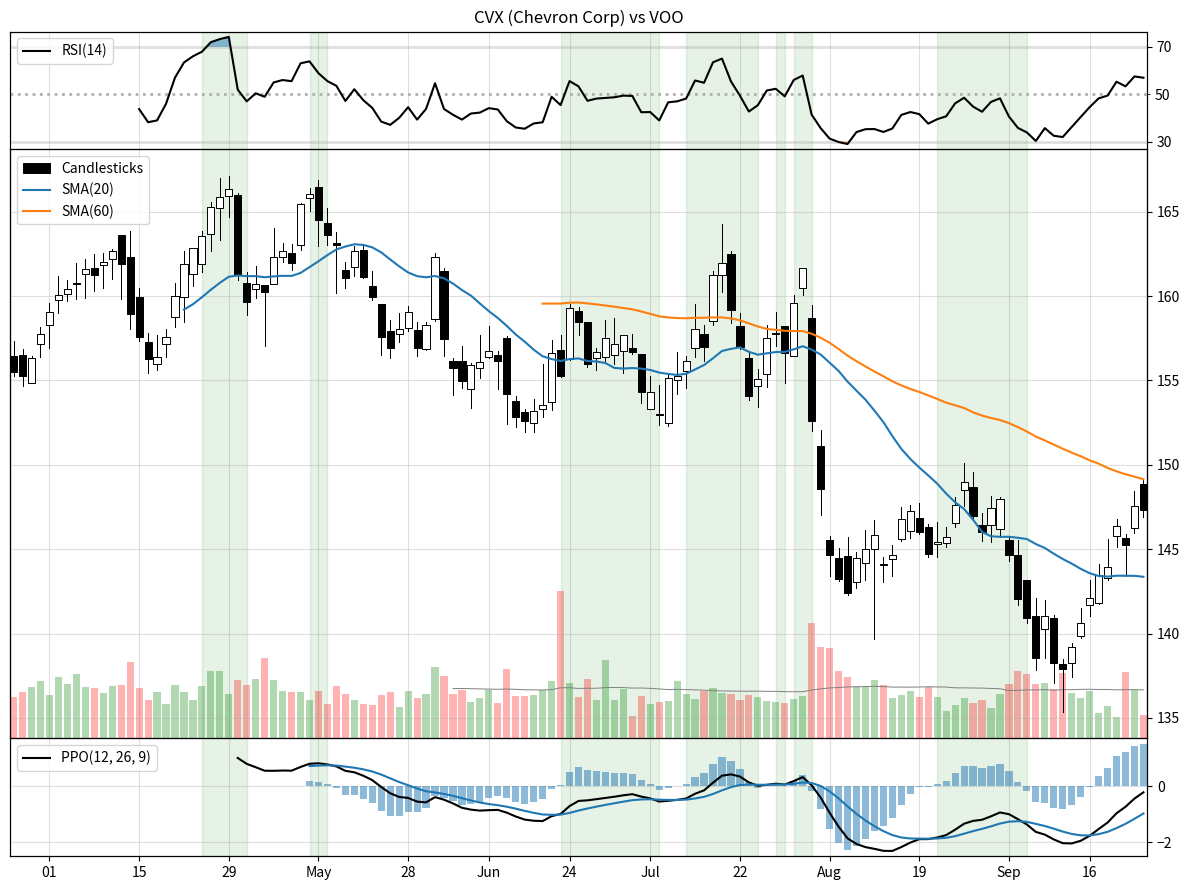 CVX (Chevron Corp) vs VOO
RSI(14)
70
50
30
Candlesticks
SMA(20)
SMA(60)
165
160
155
150
145
140
135
PPO(12, 26, 9)
0
−2
01 15 29 May 28 Jun 24 Jul 22 Aug 19 Sep 16